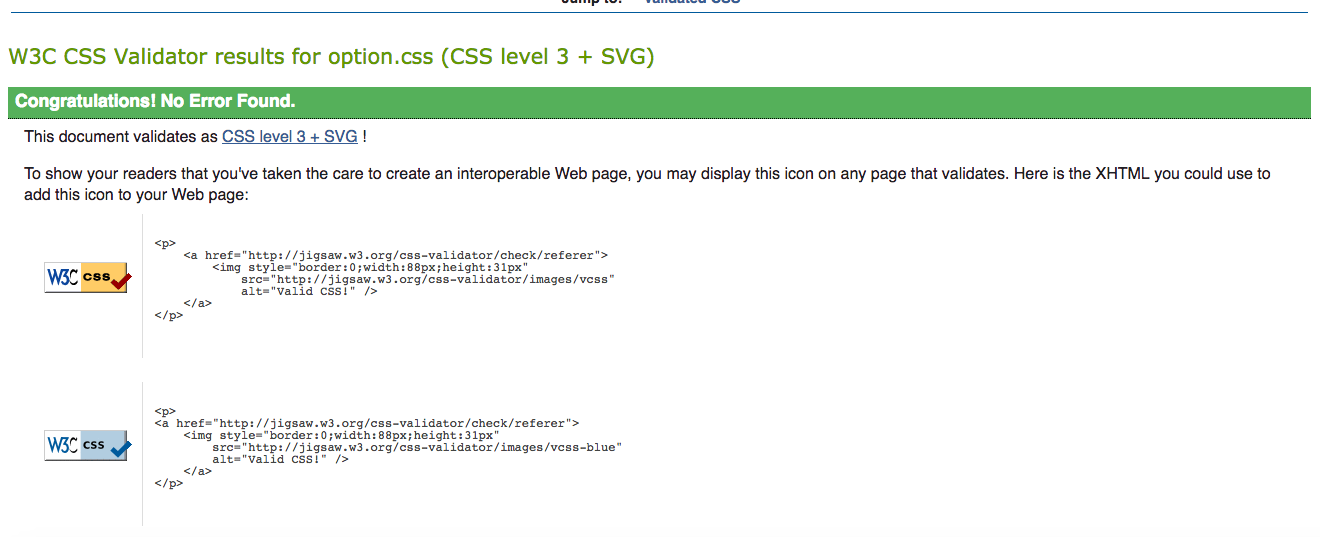 Jump to: Validated CSS
W3C CSS Validator results for option.css (CSS level 3 + SVG)
Congratulations! No Error Found.
This document validates as CSS level 3 + SVG !
To show your readers that you've taken the care to create an interoperable Web page, you may display this icon on any page that validates. Here is the XHTML you could use to
add this icon to your Web page:
W3C css
<p>
<a href="http://jigsaw.w3.org/css-validator/check/referer">
<img style="border:0;width:88px;height:31px"
src="http://jigsaw.w3.org/css-validator/images/vcss"
alt="Valid CSS!" />
</a>
</p>
W3C css
<p>
<a href="http://jigsaw.w3.org/css-validator/check/referer">
<img style="border:0;width:88px;height:31px"
src="http://jigsaw.w3.org/css-validator/images/vcss-blue"
alt="Valid CSS!" />
</a>
</p>